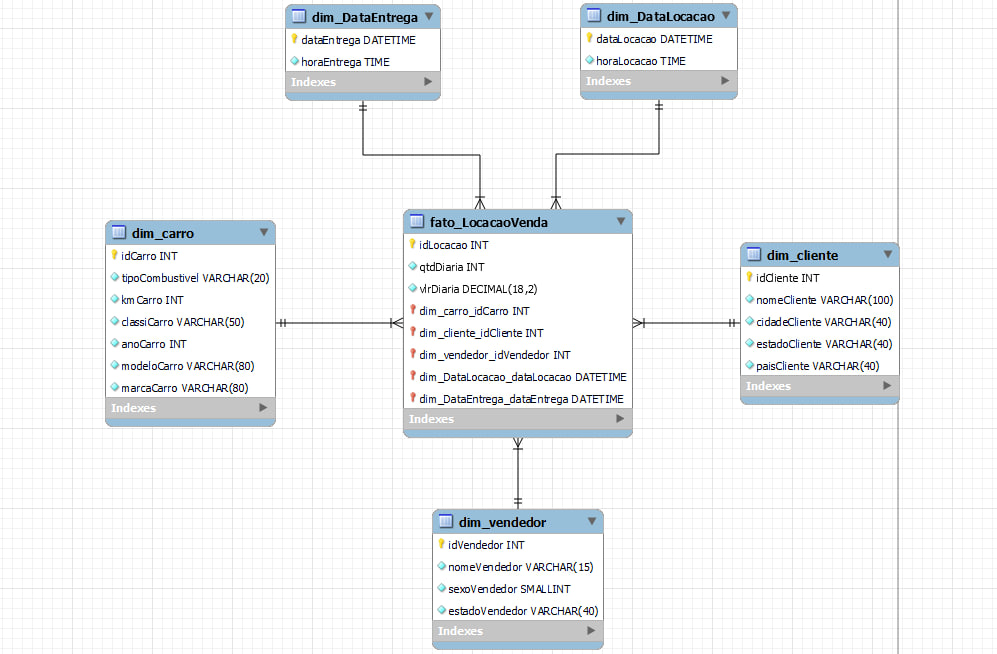 dim_DataEntrega
dataEntrega DATETIME
horaEntrega TIME
Indexes
dim_DataLocacao
dataLocacao DATETIME
horaLocacao TIME
Indexes
dim_carro
idCarro INT
tipoCombustivel VARCHAR(20)
kmCarro INT
classiCarro VARCHAR(50)
anoCarro INT
modeloCarro VARCHAR(80)
marcaCarro VARCHAR(80)
Indexes
fato_LocacaoVenda
idLocacao INT
qtdDiaria INT
vlrDiaria DECIMAL(18,2)
dim_carro_idCarro INT
dim_cliente_idCliente INT
dim_vendedor_idVendedor INT
dim_DataLocacao_dataLocacao DATETIME
dim_DataEntrega_dataEntrega DATETIME
Indexes
dim_cliente
idCliente INT
nomeCliente VARCHAR(100)
cidadeCliente VARCHAR(40)
estadoCliente VARCHAR(40)
paisCliente VARCHAR(40)
Indexes
dim_vendedor
idVendedor INT
nomeVendedor VARCHAR(15)
sexoVendedor SMALLINT
estadoVendedor VARCHAR(40)
Indexes